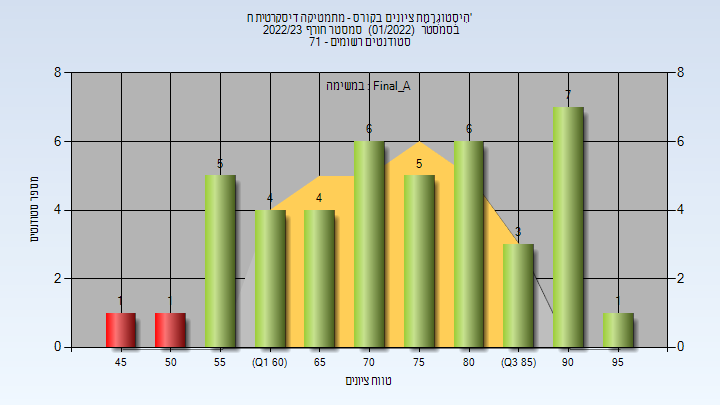 היסטוגרמת ציונים בקורס - מתמטיקה דיסקרטית ח'
בסמסטר (01/2022) סמסטר חורף 2022/23
סטודנטים רשומים - 71
במשימה : Final_A
8 8
6 6
4 4
2 2
0 0
1 1 5 4 4 6 5 6 3 7 1
45 50 55 (Q1 60) 65 70 75 80 (Q3 85) 90 95
מספר סטודנטים
טווח ציונים